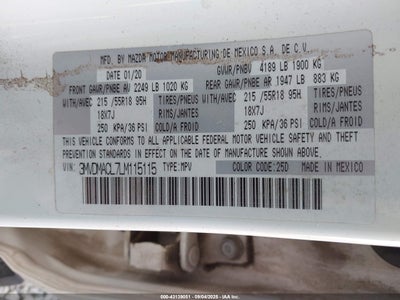 MFD BY MAZDA MOTOR MANUFACTURING DE MEXICO S.A. DE C.V.
DATE 01/20 GVWR/PNBV 4189 LB 1900 KG
FRONT GAWR/PNBE AV 2249 LB 1020 KG REAR GAWR/PNBE AR 1947 LB 883 KG
WITH/AVEC 215 /55R18 95H TIRES/PNEUS WITH/AVEC 215 /55R18 95H TIRES/PNEUS
18X7J RIMS/JANTES 18X7J RIMS/JANTES
250 KPA/36 PSI COLD/A FROID 250 KPA/36 PSI COLD/A FROID
THIS VEHICLE CONFORMS TO ALL APPLICABLE FEDERAL MOTOR VEHICLE SAFETY AND THEFT
PREVENTION STANDARDS IN EFFECT ON THE DATE OF MANUFACTURE SHOWN ABOVE.
VIN: 3MVDMACL7LM115115 TYPE:MPV COLOR CODE:25D MADE IN MEXICO
000-43139051 - 09/04/2025 - IAAI.COM